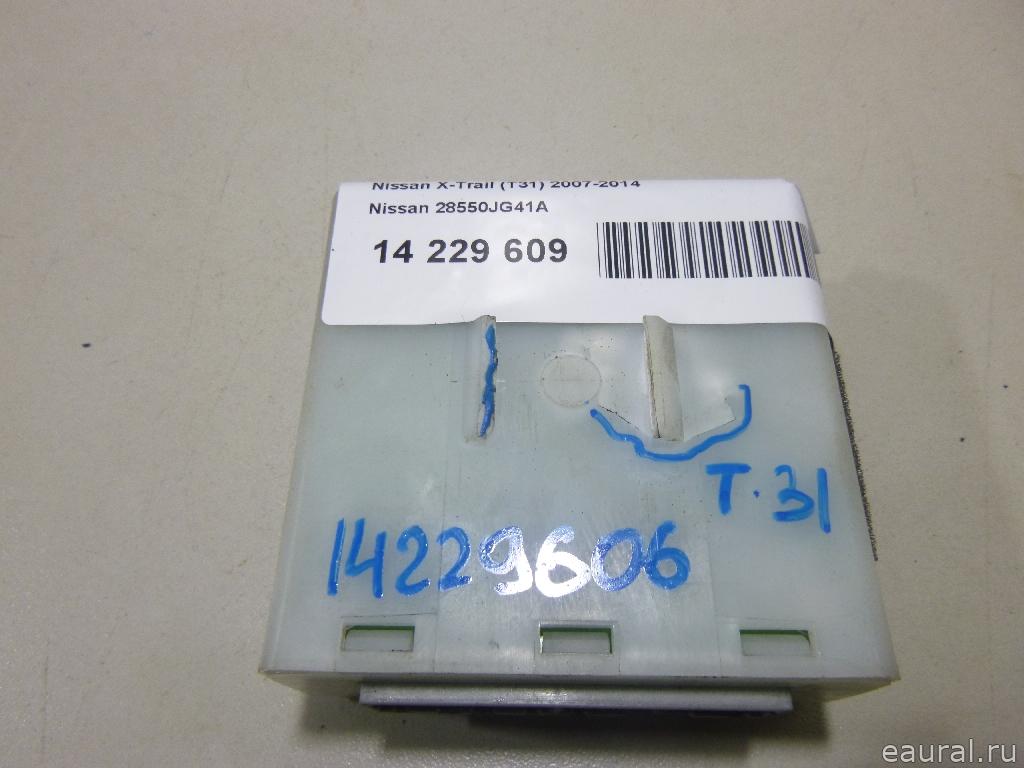 Nissan X-Trail (T31) 2007-2014
Nissan 28550JG41A
14 229 609
T.31
14229606
eaural.ru